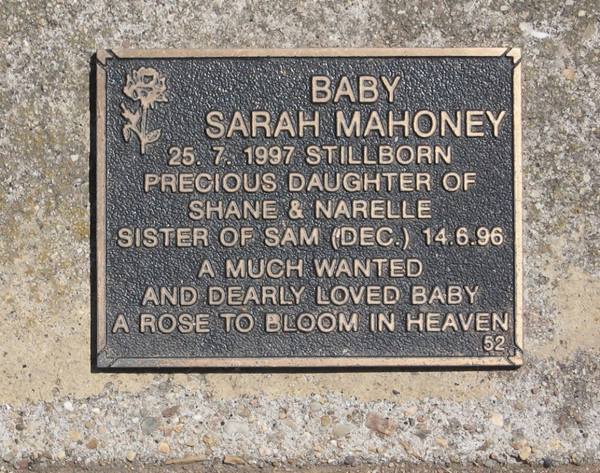 BABY
SARAH MAHONEY
25. 7. 1997 STILLBORN
PRECIOUS DAUGHTER OF
SHANE & NARELLE
SISTER OF SAM (DEC.) 14.6.96
A MUCH WANTED
AND DEARLY LOVED BABY
A ROSE TO BLOOM IN HEAVEN
52